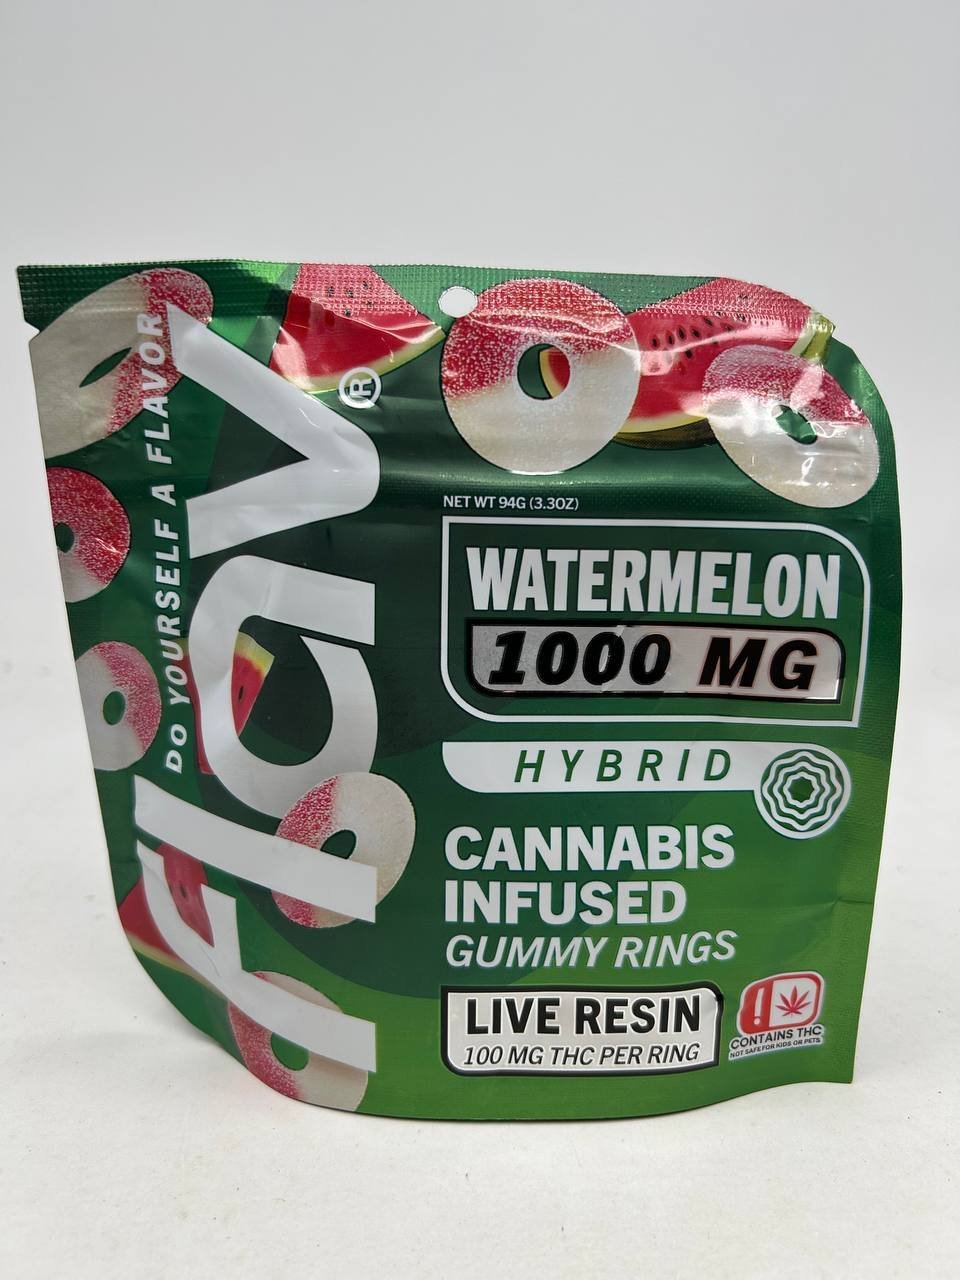 DO YOURSELF A FLAVOR
Flav®
NET WT 94G (3.3OZ)
WATERMELON
1000 MG
HYBRID
CANNABIS
INFUSED
GUMMY RINGS
LIVE RESIN
100 MG THC PER RING
!
CONTAINS THC
NOT SAFE FOR KIDS OR PETS